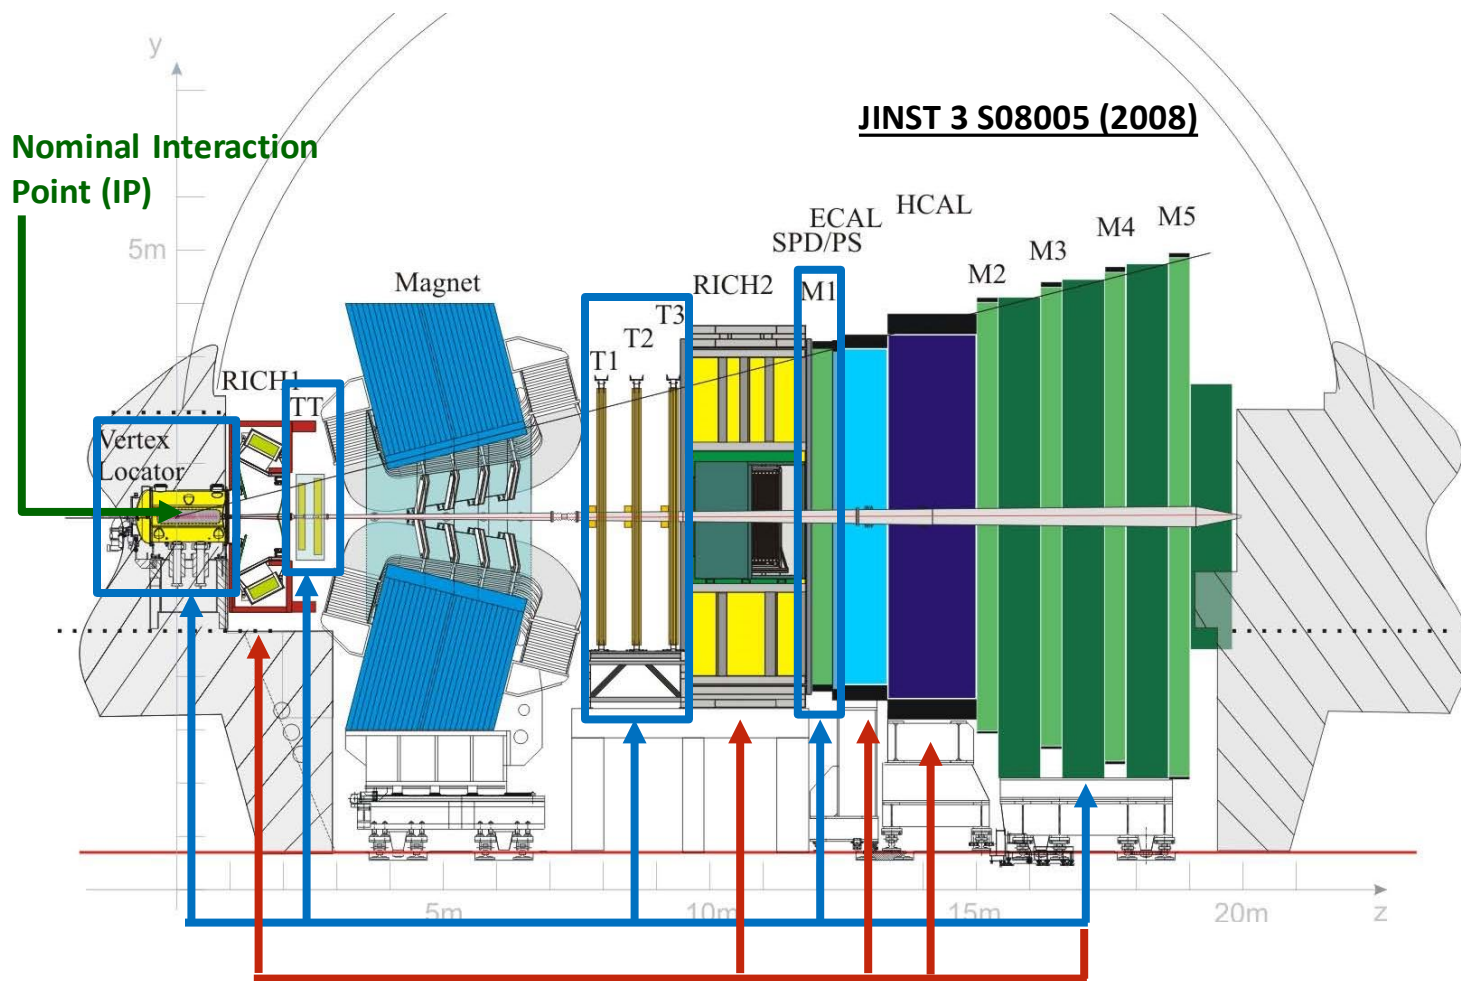 y
JINST 3 S08005 (2008)
Nominal Interaction
Point (IP)
5m
HCAL
ECAL
SPD/PS
M5
M4
M3
M2
Magnet
RICH2
M1
T3
T2
T1
RICH1
TT
Vertex
Locator
5m
10m
15m
20m
z